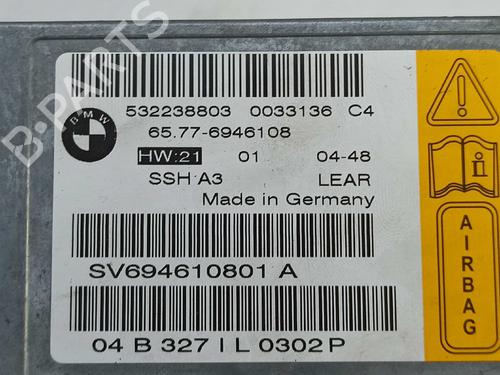 B-PARTS
BMW
532238803 0033136 C4
65.77-6946108
HW:21 01 04-48
SSH A3 LEAR
Made in Germany
SV694610801 A
04 B 327 I L 0302 P
i
AIRBAG